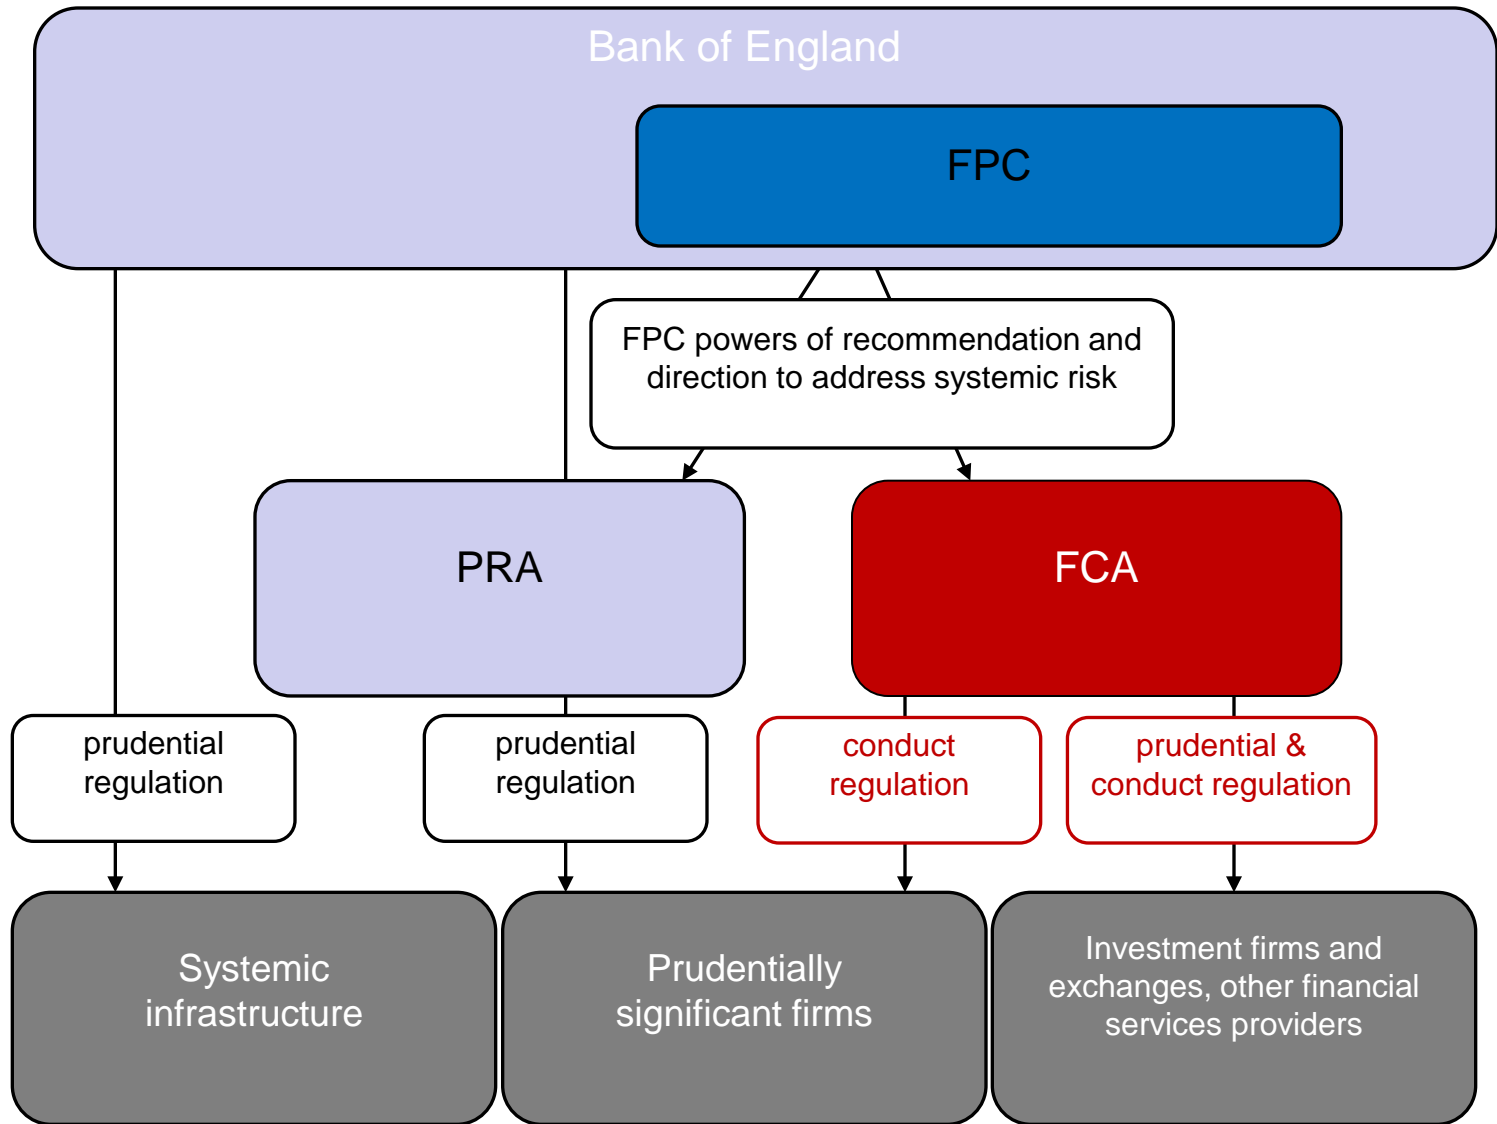 Bank of England
FPC
FPC powers of recommendation and
direction to address systemic risk
PRA
FCA
prudential
regulation
prudential
regulation
conduct
regulation
prudential &
conduct regulation
Systemic
infrastructure
Prudentially
significant firms
Investment firms and
exchanges, other financial
services providers